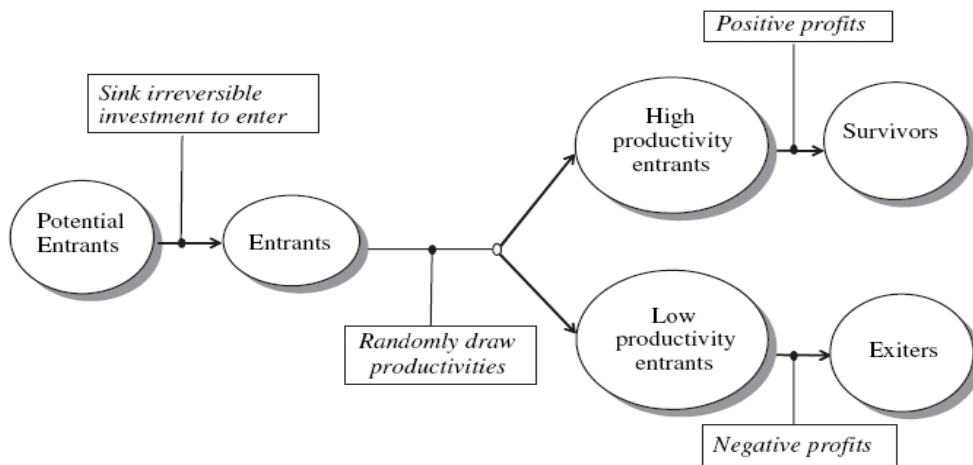 Positive profits
Sink irreversible
investment to enter
High
productivity
entrants
Survivors
Potential
Entrants
Entrants
Randomly draw
productivities
Low
productivity
entrants
Exiters
Negative profits